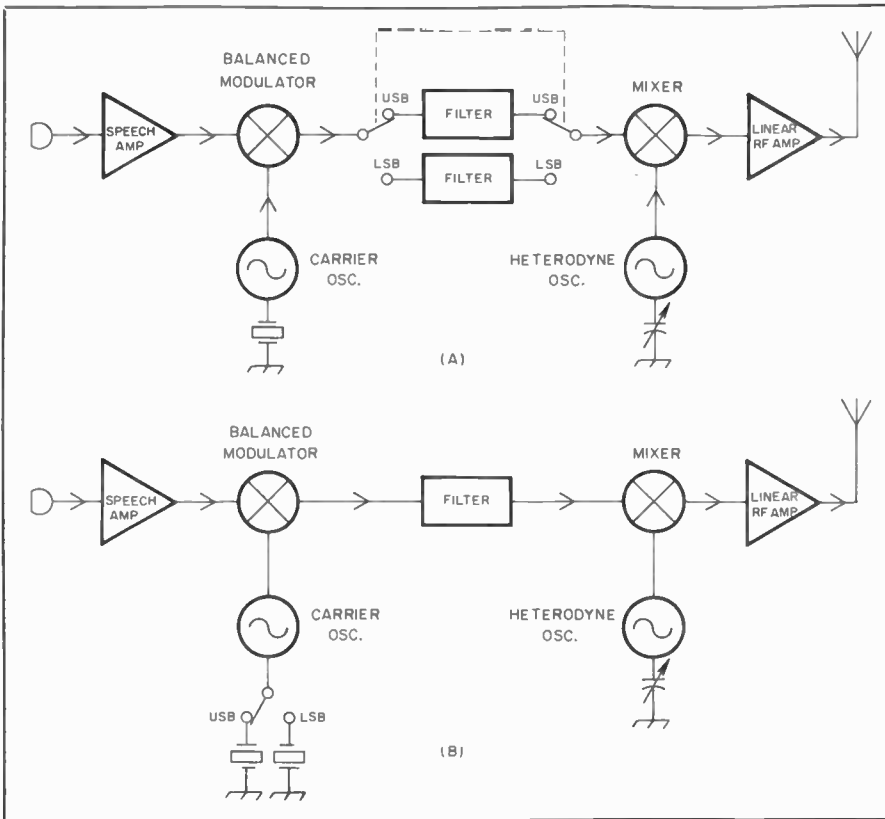 BALANCED
MODULATOR
MIXER
SPEECH
AMP
USB
FILTER
USB
LINEAR
RF AMP
LSB
FILTER
LSB
CARRIER
OSC.
HETERODYNE
OSC.
(A)
BALANCED
MODULATOR
MIXER
SPEECH
AMP
FILTER
LINEAR
RF AMP
CARRIER
OSC.
HETERODYNE
OSC.
USB
LSB
(B)